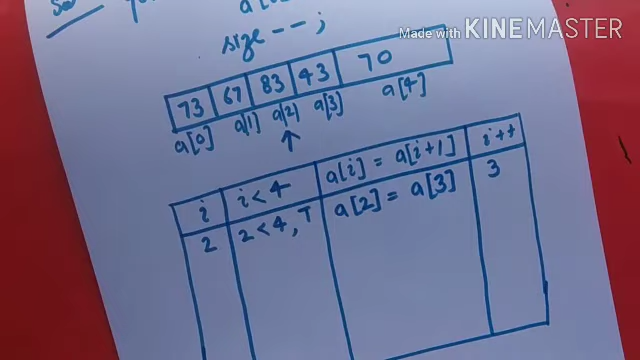 Made with KINEMASTER
size--;
73 67 83 43 70
a[0] a[1] a[2] a[3] a[4]
↑
i i<4 a[i] = a[i+1] i++
2 2<4, T a[2] = a[3] 3